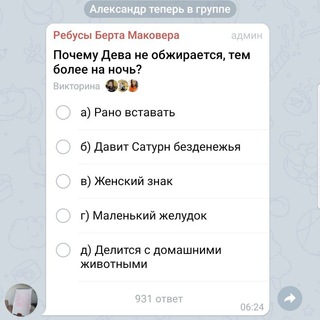 Александр теперь в группе
Ребусы Берта Маковера админ
Почему Дева не обжирается, тем
более на ночь?
Викторина
а) Рано вставать
б) Давит Сатурн безденежья
в) Женский знак
г) Маленький желудок
д) Делится с домашними
животными
931 ответ
06:24